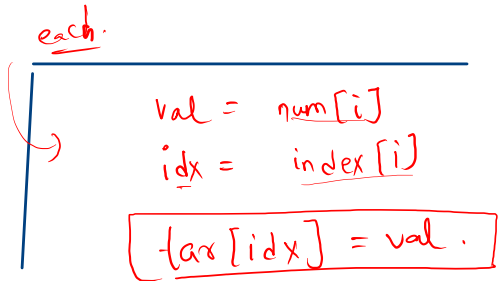 each.
val = num[i]
idx = index[i]
tar[idx] = val.